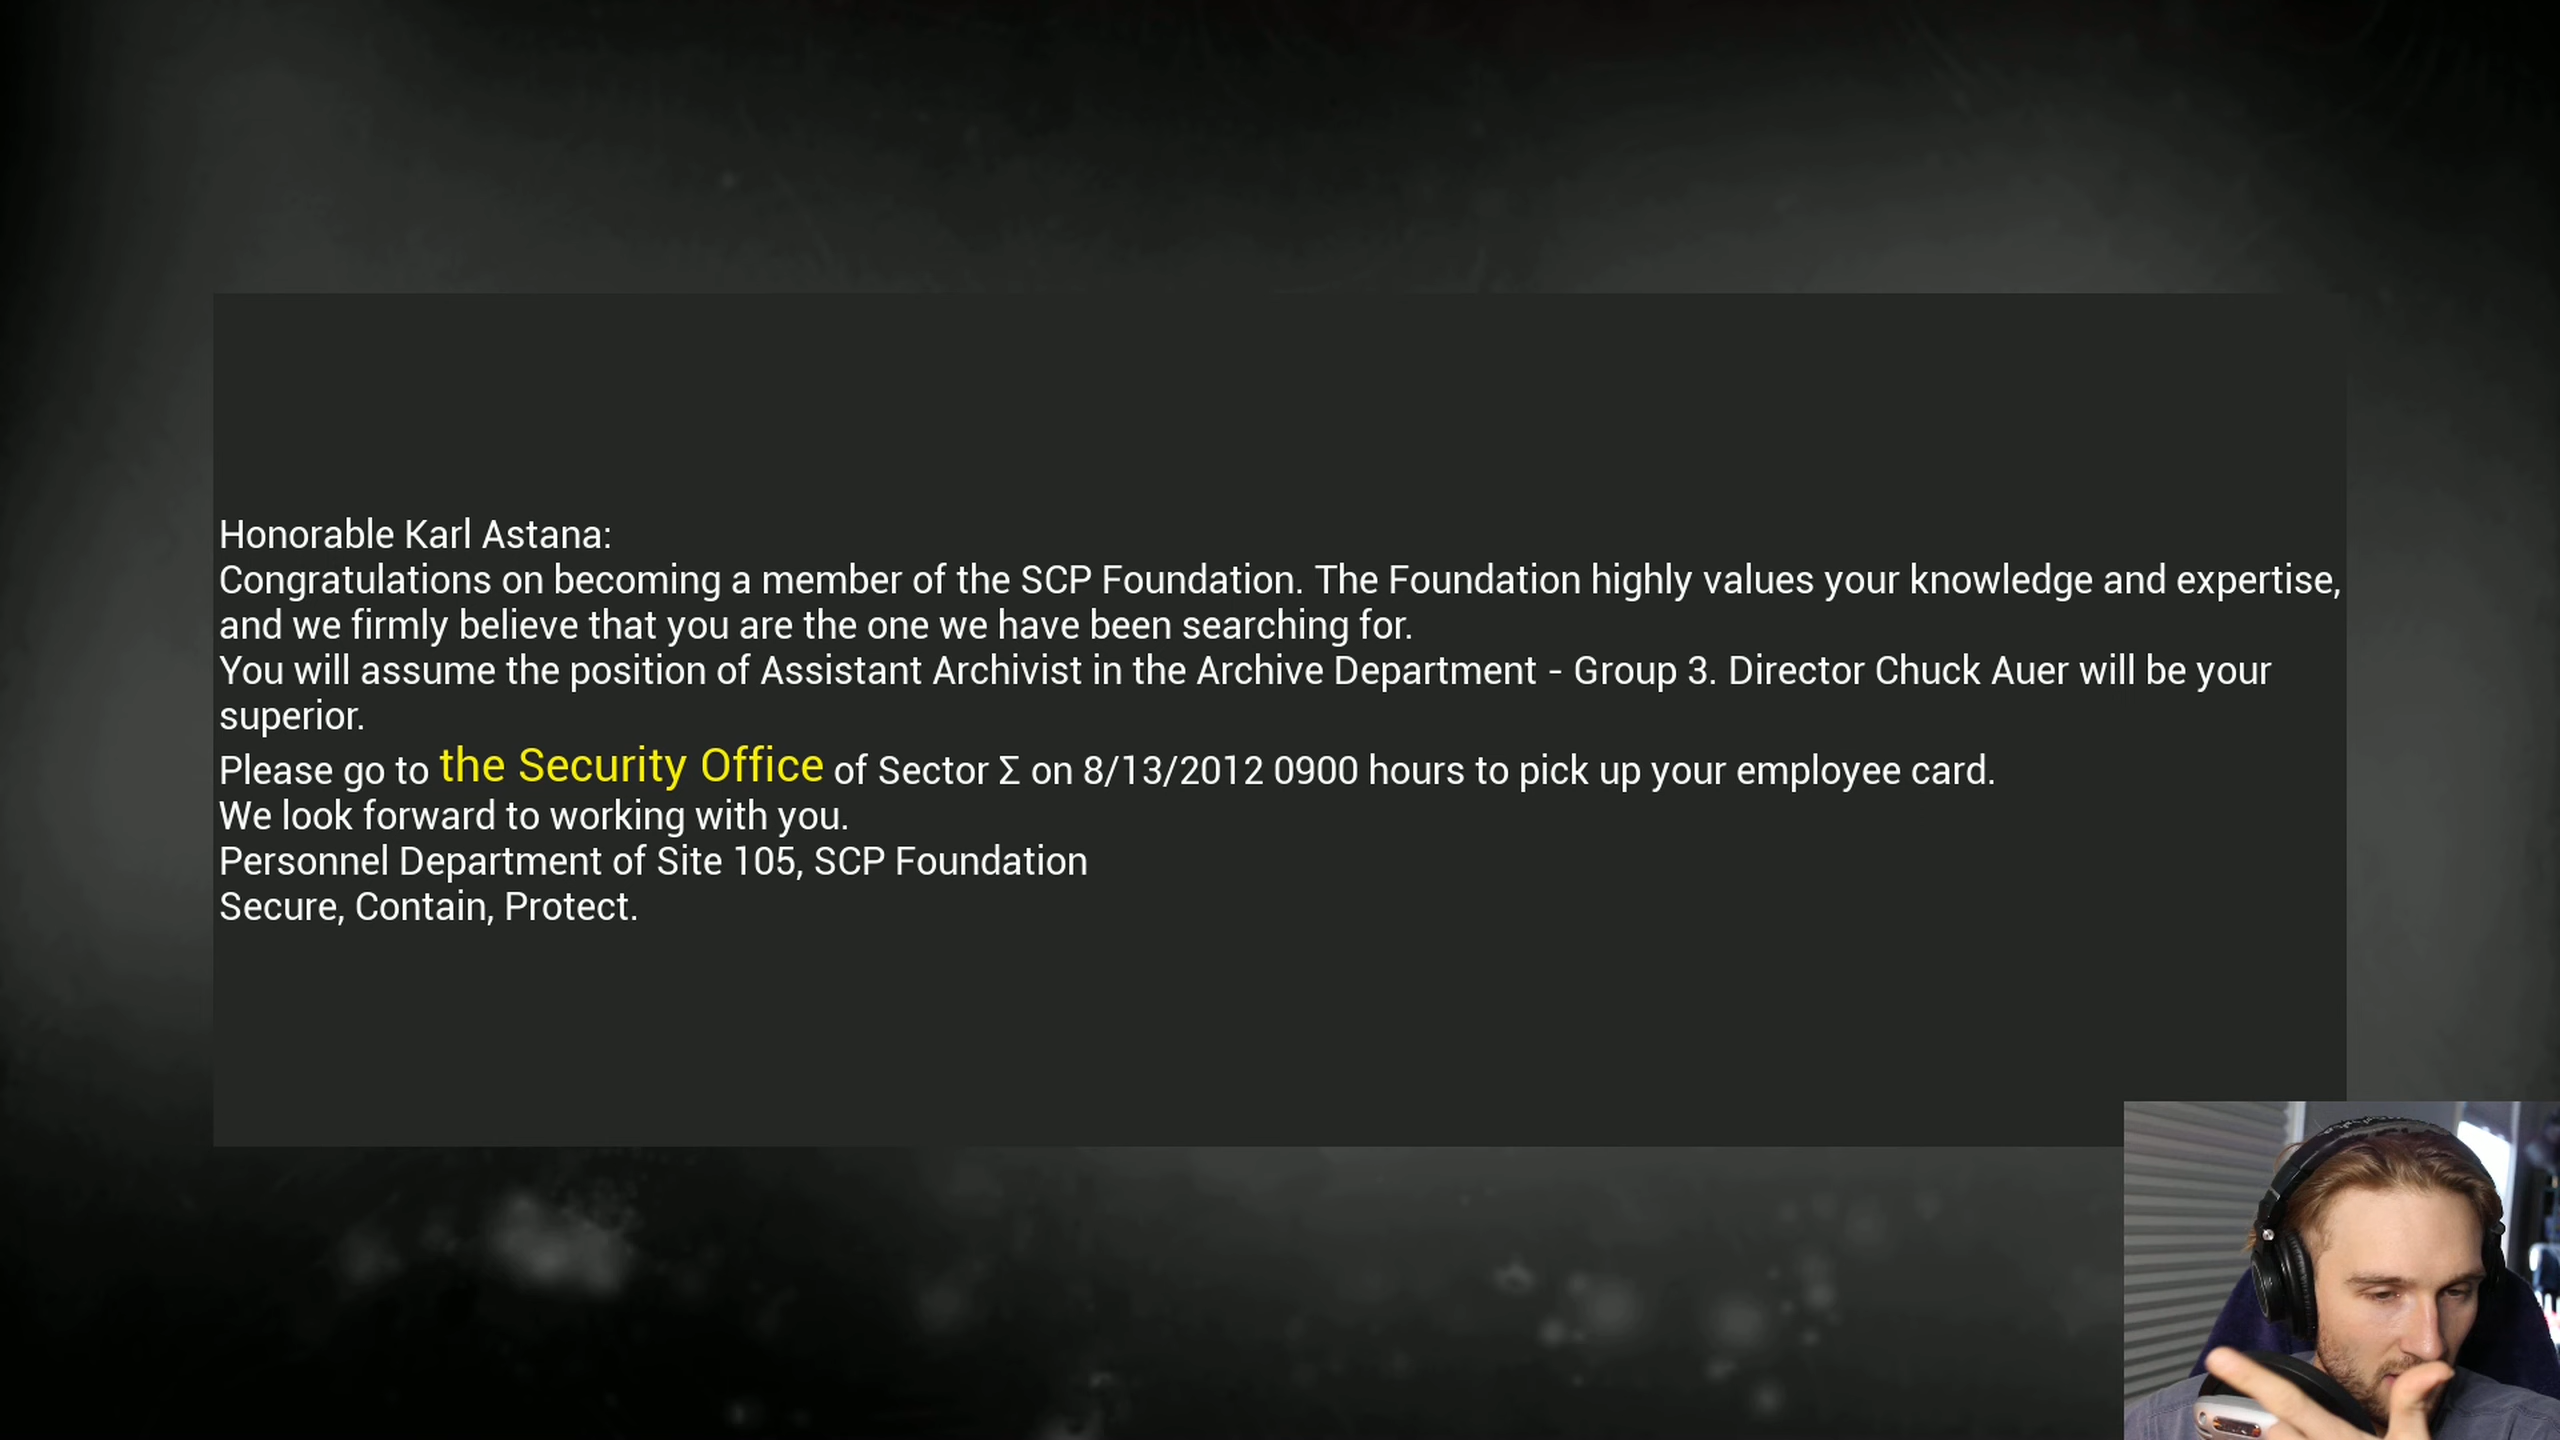 Honorable Karl Astana:
Congratulations on becoming a member of the SCP Foundation. The Foundation highly values your knowledge and expertise,
and we firmly believe that you are the one we have been searching for.
You will assume the position of Assistant Archivist in the Archive Department - Group 3. Director Chuck Auer will be your
superior.
Please go to the Security Office of Sector Σ on 8/13/2012 0900 hours to pick up your employee card.
We look forward to working with you.
Personnel Department of Site 105, SCP Foundation
Secure, Contain, Protect.